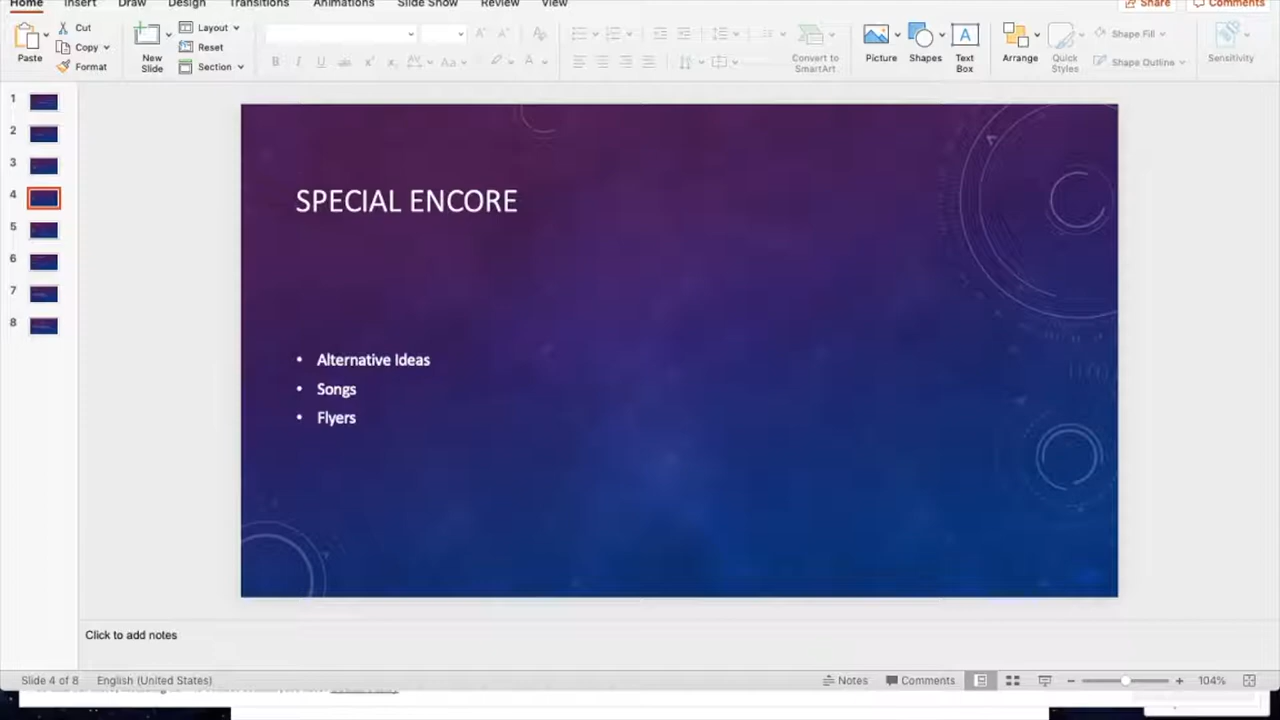 Home Insert Draw Design Transitions Animations Slide Show Review View Share Comments
Paste Cut Copy Format
New Slide Layout Reset Section
Convert to SmartArt
Picture Shapes Text Box Arrange Quick Styles Shape Fill Shape Outline Sensitivity
1
2
3
4
5
6
7
8
SPECIAL ENCORE
• Alternative Ideas
• Songs
• Flyers
Click to add notes
Slide 4 of 8 English (United States) Notes Comments 104%